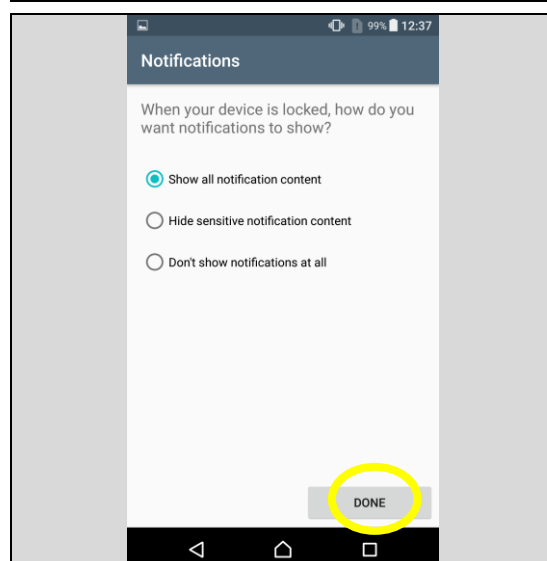 99% 12:37
Notifications
When your device is locked, how do you
want notifications to show?
Show all notification content
Hide sensitive notification content
Don't show notifications at all
DONE